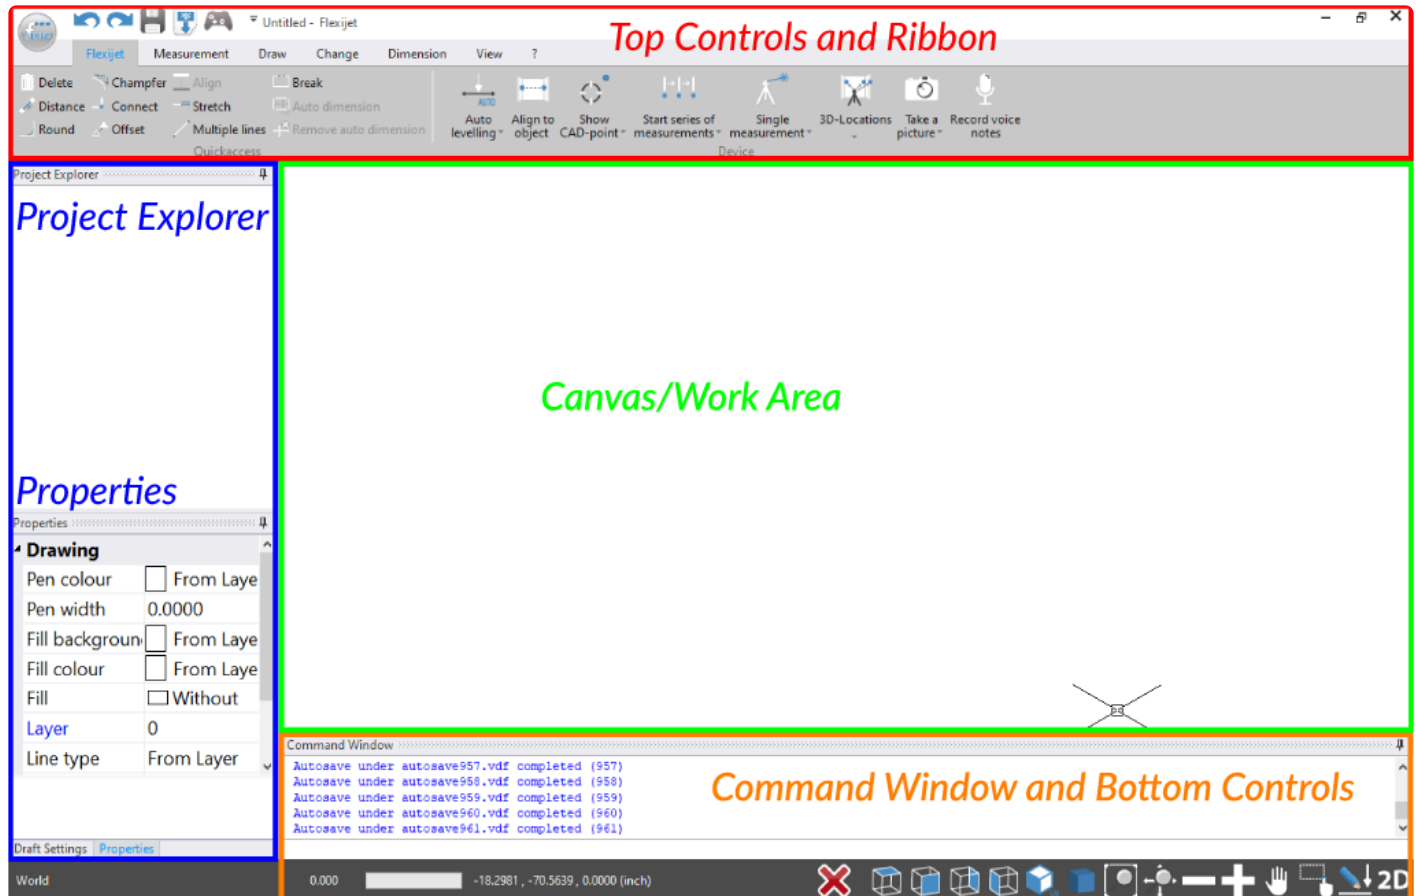 Untitled - Flexijet
Top Controls and Ribbon
Flexijet Measurement Draw Change Dimension View ?
Delete Champfer Align Break
Distance Connect Stretch Auto dimension
Round Offset Multiple lines Remove auto dimension
Quickaccess
AUTO
Auto levelling
Align to object
Show CAD-point
Start series of measurements
Single measurement
3D-Locations
Take a picture
Record voice notes
Device
Project Explorer
Project Explorer
Canvas/Work Area
Properties
Properties
Drawing
Pen colour From Laye
Pen width 0.0000
Fill backgroun From Laye
Fill colour From Laye
Fill Without
Layer 0
Line type From Layer
Draft Settings Properties
Command Window
Autosave under autosave957.vdf completed (957)
Autosave under autosave958.vdf completed (958)
Autosave under autosave959.vdf completed (959)
Autosave under autosave960.vdf completed (960)
Autosave under autosave961.vdf completed (961)
Command Window and Bottom Controls
World 0.000 -18.2981 , -70.5639 , 0.0000 (inch) 2D